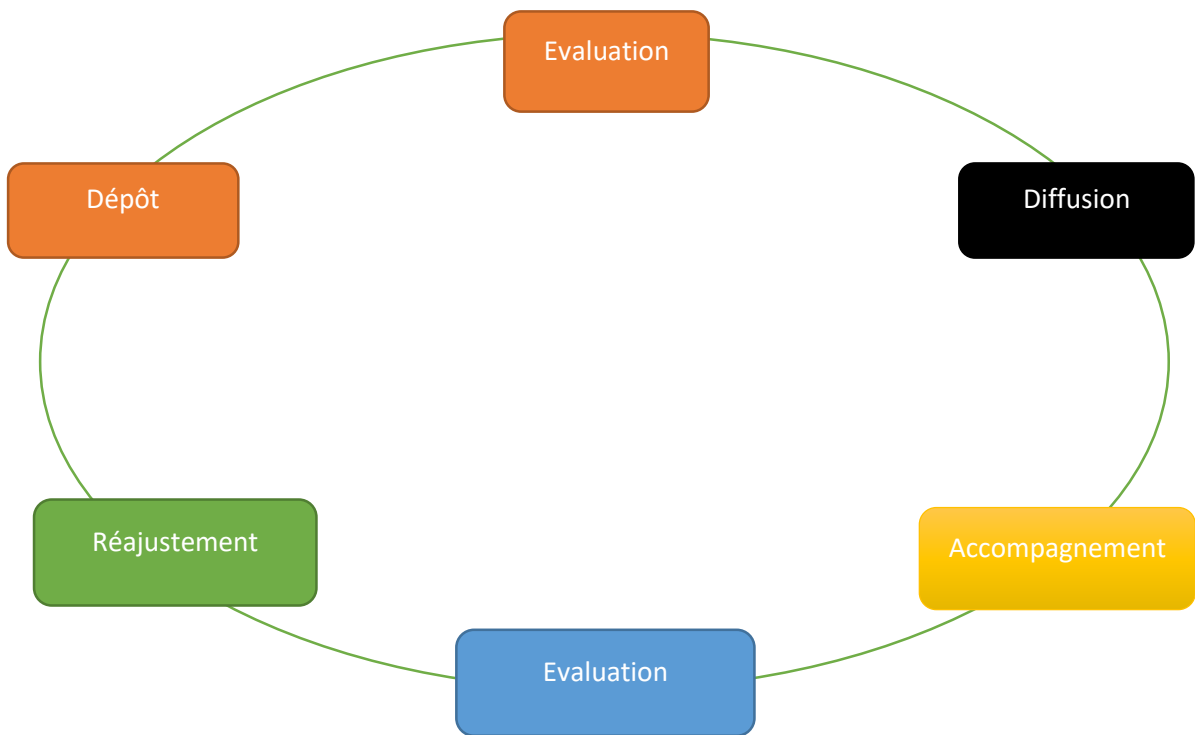 Evaluation
Dépôt
Diffusion
Réajustement
Accompagnement
Evaluation